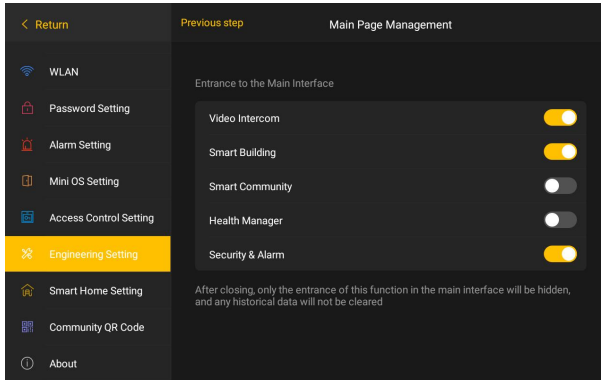 Return
Previous step
Main Page Management
WLAN
Password Setting
Alarm Setting
Mini OS Setting
Access Control Setting
Engineering Setting
Smart Home Setting
Community QR Code
About
Entrance to the Main Interface
Video Intercom
Smart Building
Smart Community
Health Manager
Security & Alarm
After closing, only the entrance of this function in the main interface will be hidden,
and any historical data will not be cleared